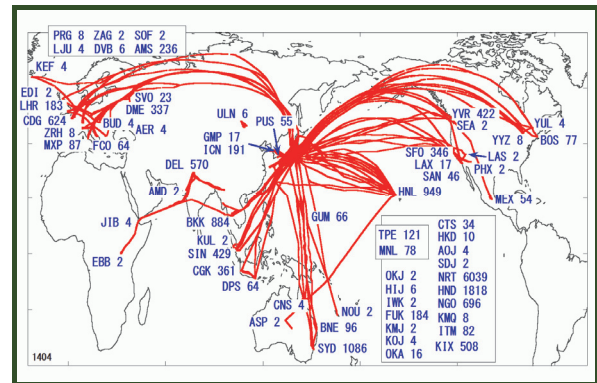 PRG 8 ZAG 2 SOF 2
LJU 4 DVB 6 AMS 236
KEF 4
EDI 2
LHR 183
CDG 624
ZRH 8
MXP 87
BUD 4
FCO 64
SVO 23
DME 337
AER 4
ULN 6
PUS 55
GMP 17
ICN 191
DEL 570
AMD 2
BKK 884
JIB 4
EBB 2
KUL 2
SIN 429
CGK 361
DPS 64
GUM 66
CNS 4
ASP 2
NOU 2
BNE 96
SYD 1086
HNL 949
YVR 422
SEA 2
YUL 4
YYZ 8
BOS 77
SFO 346
LAS 2
LAX 17
PHX 2
SAN 46
MEX 54
TPE 121
MNL 78
OKJ 2
HIJ 6
IWK 2
FUK 184
KMJ 2
KOJ 4
OKA 16
CTS 34
HKD 10
AOJ 4
SDJ 2
NRT 6039
HND 1818
NGO 696
KMQ 8
ITM 82
KIX 508
1404